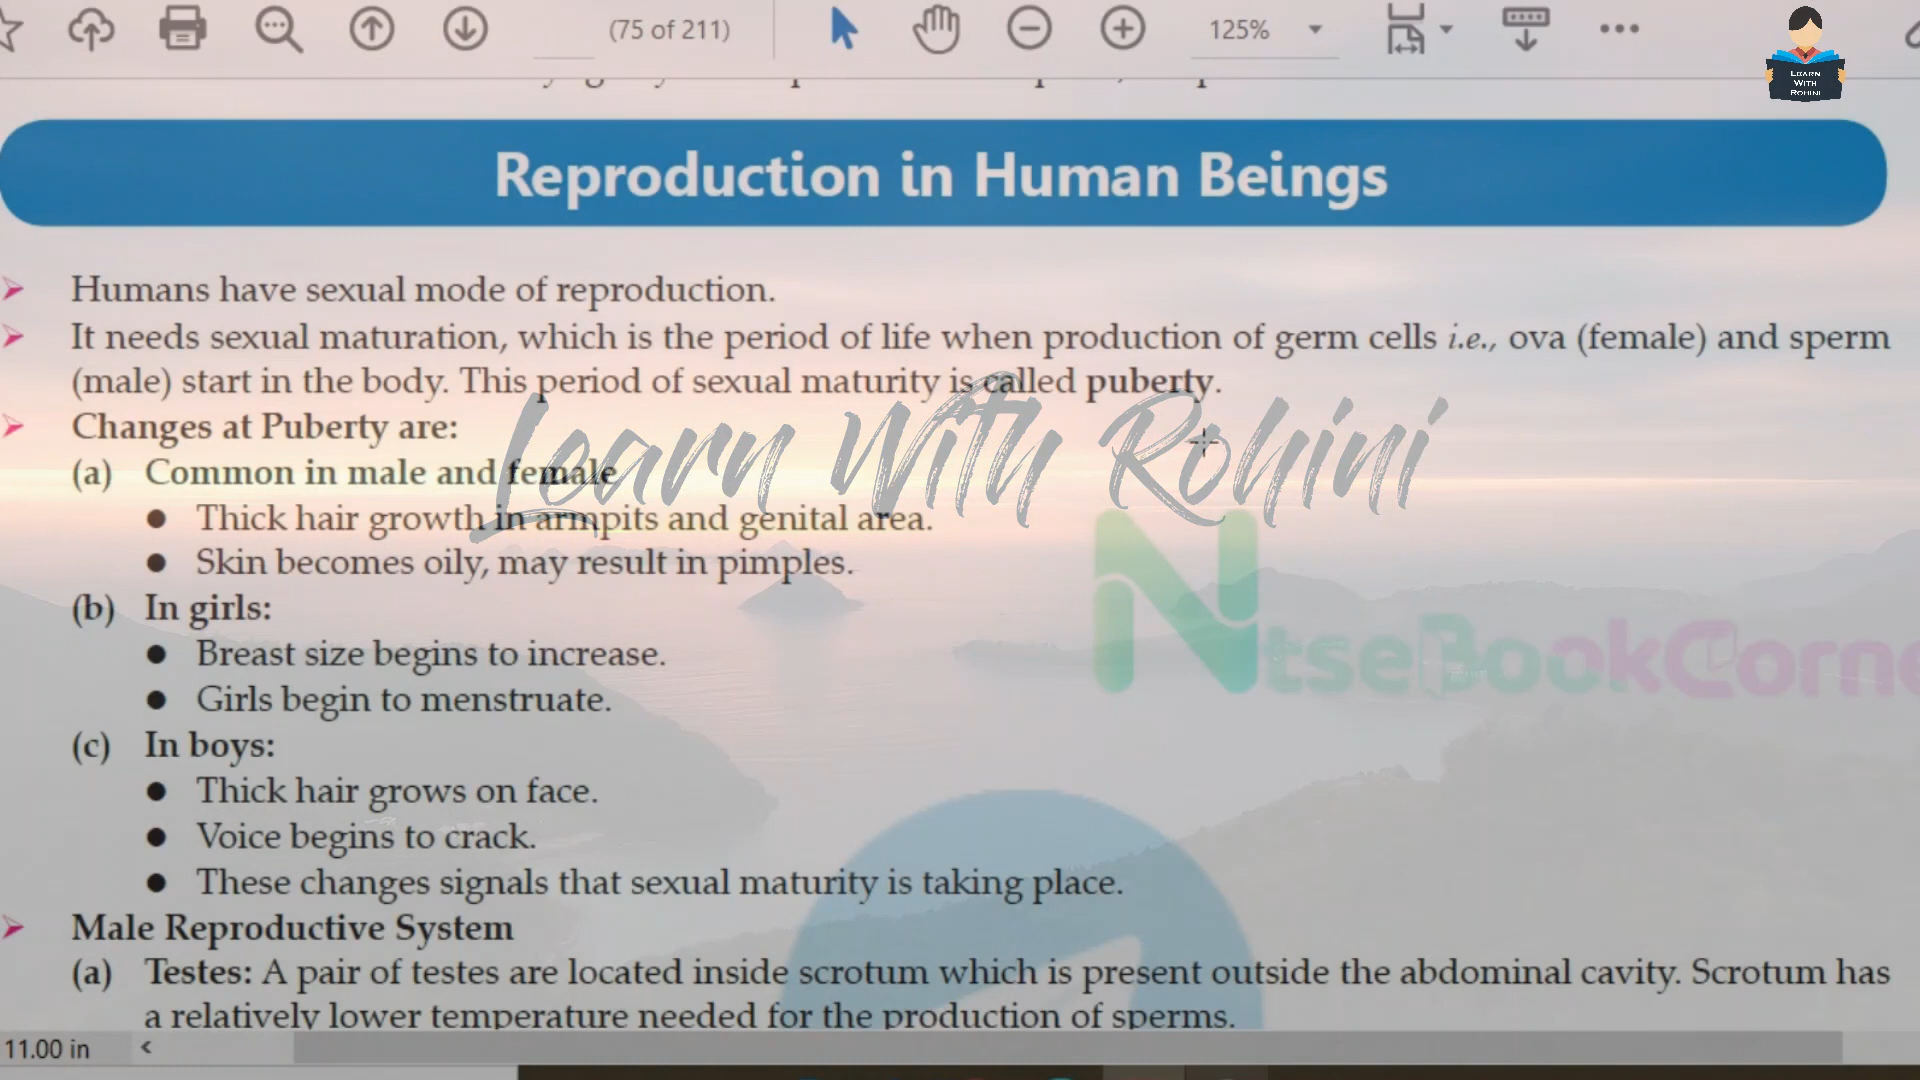 (75 of 211)
125%
LEARN
WITH
ROHINI
Reproduction in Human Beings
Humans have sexual mode of reproduction.
It needs sexual maturation, which is the period of life when production of germ cells i.e., ova (female) and sperm
(male) start in the body. This period of sexual maturity is called puberty.
Changes at Puberty are:
Learn With Rohini
(a) Common in male and female
● Thick hair growth in armpits and genital area.
● Skin becomes oily, may result in pimples.
(b) In girls:
NtseBookCorne
● Breast size begins to increase.
● Girls begin to menstruate.
(c) In boys:
● Thick hair grows on face.
● Voice begins to crack.
● These changes signals that sexual maturity is taking place.
Male Reproductive System
(a) Testes: A pair of testes are located inside scrotum which is present outside the abdominal cavity. Scrotum has
a relatively lower temperature needed for the production of sperms.
11.00 in